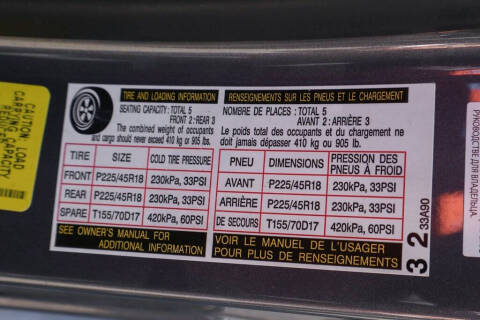 CAUTION: LOAD
CARRYING CAPACITY
REDUCED
TIRE AND LOADING INFORMATION
SEATING CAPACITY: TOTAL 5
FRONT 2 : REAR 3
The combined weight of occupants
and cargo should never exceed 410 kg or 905 lbs.
TIRE SIZE COLD TIRE PRESSURE
FRONT P225/45R18 230kPa, 33PSI
REAR P225/45R18 230kPa, 33PSI
SPARE T155/70D17 420kPa, 60PSI
SEE OWNER'S MANUAL FOR
ADDITIONAL INFORMATION
RENSEIGNEMENTS SUR LES PNEUS ET LE CHARGEMENT
NOMBRE DE PLACES : TOTAL 5
AVANT 2 : ARRIÈRE 3
Le poids total des occupants et du chargement ne
doit jamais dépasser 410 kg ou 905 lb.
PNEU DIMENSIONS PRESSION DES
PNEUS À FROID
AVANT P225/45R18 230kPa, 33PSI
ARRIÈRE P225/45R18 230kPa, 33PSI
DE SECOURS T155/70D17 420kPa, 60PSI
VOIR LE MANUEL DE L'USAGER
POUR PLUS DE RENSEIGNEMENTS
3 2 33A90
РУКОВОДСТВЕ ДЛЯ ВЛАДЕЛЬЦА.